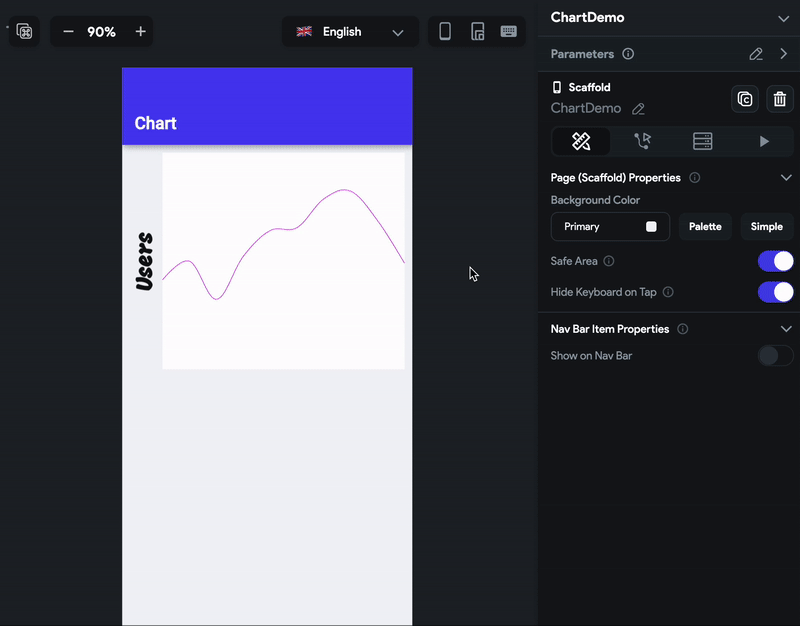 90%
English
Chart
Users
ChartDemo
Parameters
Scaffold
ChartDemo
Page (Scaffold) Properties
Background Color
Primary
Palette
Simple
Safe Area
Hide Keyboard on Tap
Nav Bar Item Properties
Show on Nav Bar